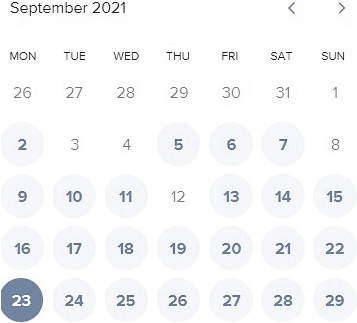 September 2021
MON TUE WED THU FRI SAT SUN
26 27 28 29 30 31 1
2 3 4 5 6 7 8
9 10 11 12 13 14 15
16 17 18 19 20 21 22
23 24 25 26 27 28 29